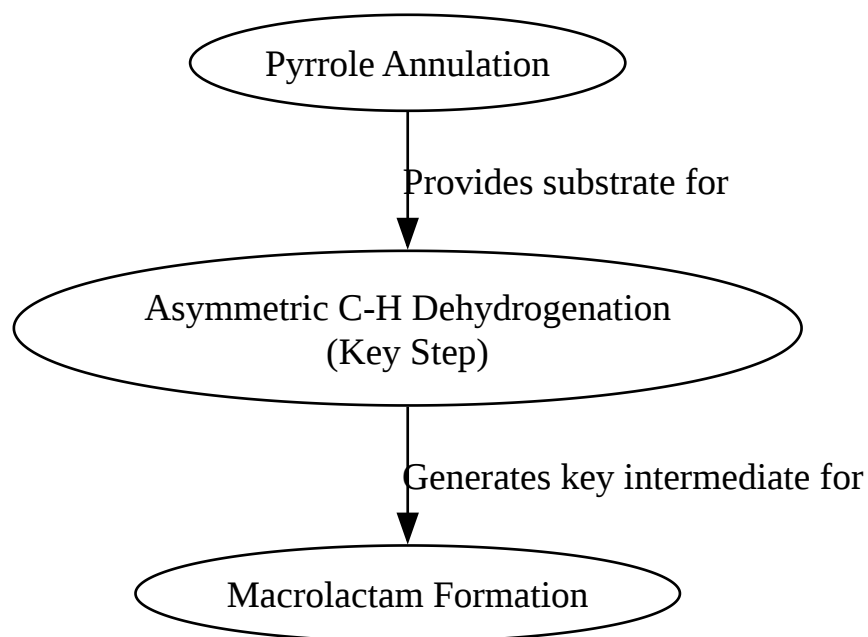 Pyrrole Annulation
Provides substrate for
Asymmetric C-H Dehydrogenation
(Key Step)
Generates key intermediate for
Macrolactam Formation